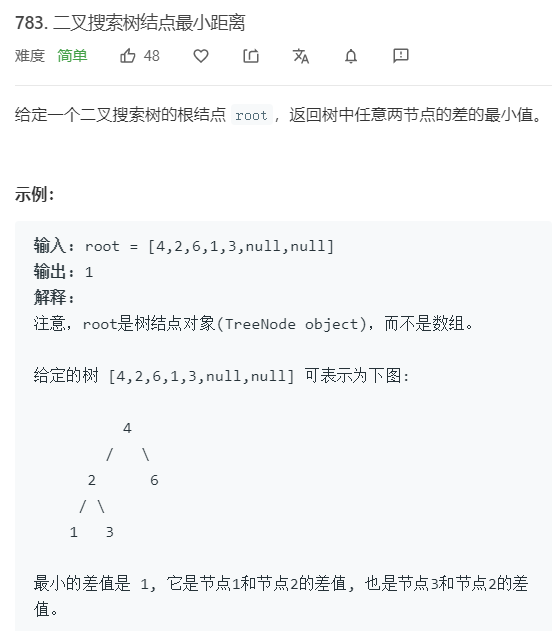 783. 二叉搜索树结点最小距离
难度 简单 48
给定一个二叉搜索树的根结点 root，返回树中任意两节点的差的最小值。
示例：
输入：root = [4,2,6,1,3,null,null]
输出：1
解释：
注意，root是树结点对象(TreeNode object)，而不是数组。
给定的树 [4,2,6,1,3,null,null] 可表示为下图:
4
/ \
2 6
/ \
1 3
最小的差值是 1, 它是节点1和节点2的差值, 也是节点3和节点2的差
值。